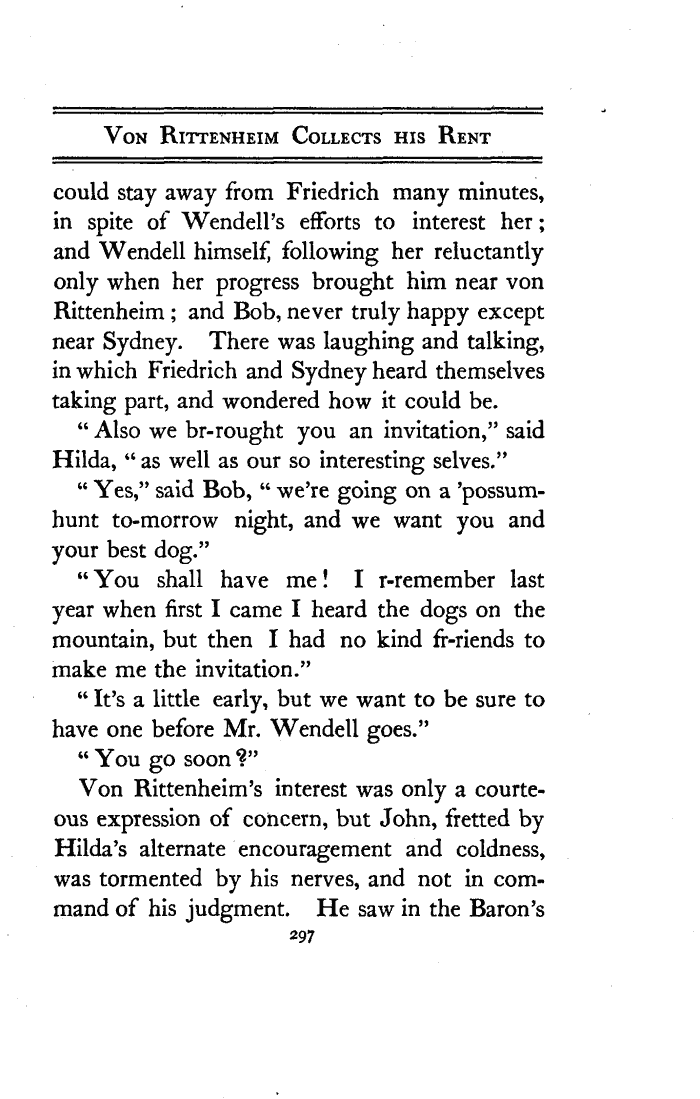 Von Rittenheim Collects his Rent
could stay away from Friedrich many minutes,
in spite of Wendell's efforts to interest her;
and Wendell himself, following her reluctantly
only when her progress brought him near von
Rittenheim; and Bob, never truly happy except
near Sydney. There was laughing and talking,
in which Friedrich and Sydney heard themselves
taking part, and wondered how it could be.
"Also we br-rought you an invitation," said
Hilda, "as well as our so interesting selves."
"Yes," said Bob, "we're going on a 'possum-
hunt to-morrow night, and we want you and
your best dog."
"You shall have me! I r-remember last
year when first I came I heard the dogs on the
mountain, but then I had no kind fr-riends to
make me the invitation."
"It's a little early, but we want to be sure to
have one before Mr. Wendell goes."
"You go soon?"
Von Rittenheim's interest was only a courte-
ous expression of concern, but John, fretted by
Hilda's alternate encouragement and coldness,
was tormented by his nerves, and not in com-
mand of his judgment. He saw in the Baron's
297